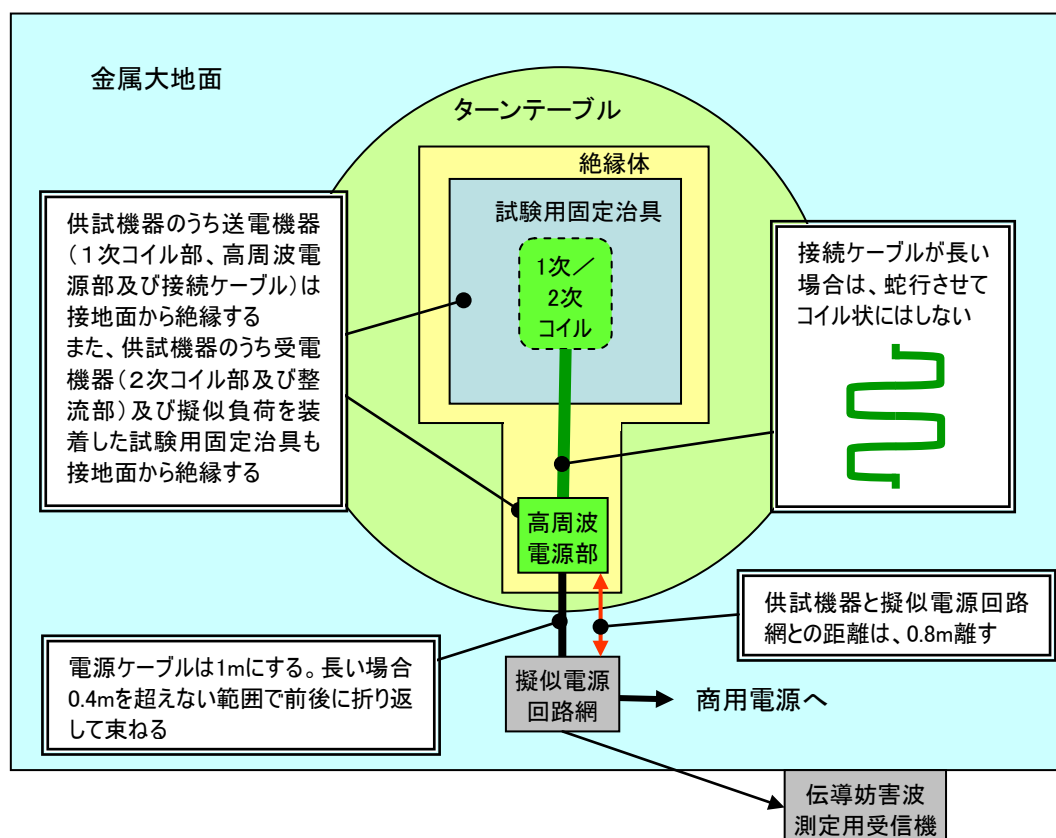 金属大地面
ターンテーブル
絶縁体
試験用固定治具
1次／
2次
コイル
供試機器のうち送電機器
（１次コイル部、高周波電
源部及び接続ケーブル）は
接地面から絶縁する
また、供試機器のうち受電
機器（２次コイル部及び整
流部）及び擬似負荷を装
着した試験用固定治具も
接地面から絶縁する
接続ケーブルが長い
場合は、蛇行させて
コイル状にはしない
高周波
電源部
供試機器と擬似電源回路
網との距離は、0.8m離す
電源ケーブルは1mにする。長い場合
0.4mを超えない範囲で前後に折り返
して束ねる
擬似電源
回路網
商用電源へ
伝導妨害波
測定用受信機